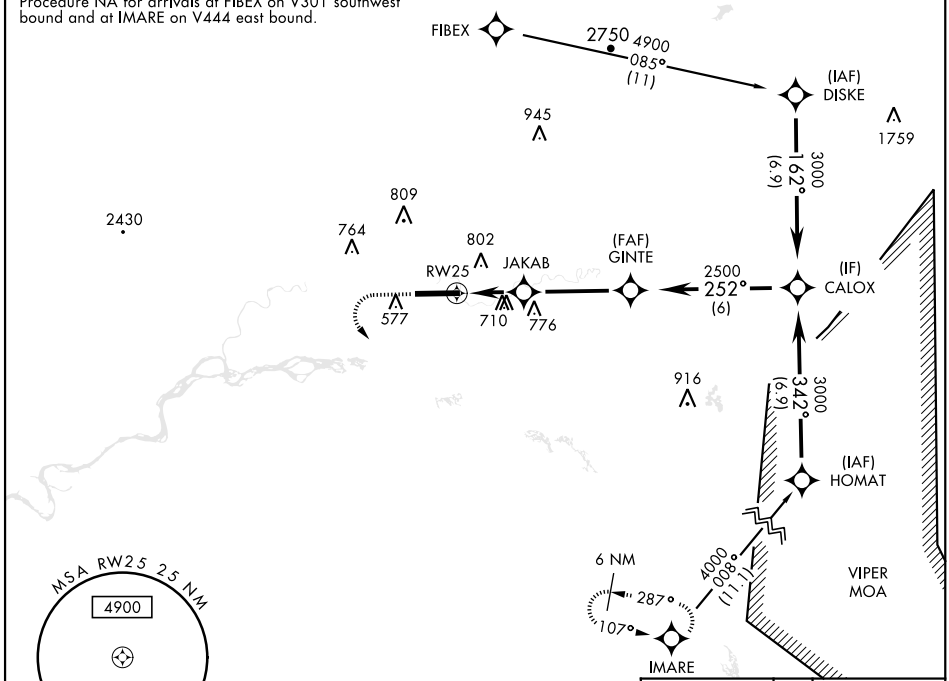 Procedure NA for arrivals at FIBEX on V301 southwest
bound and at IMARE on V444 east bound.
FIBEX
2750
4900
085°
(11)
(IAF)
DISKE
945
1759
3000
162°
(6.9)
809
2430
764
802
RW25
JAKAB
(FAF)
GINTE
2500
252°
(6)
(IF)
CALOX
577
710
776
916
3000
342°
(6.9)
(IAF)
HOMAT
4000
008°
(11.1)
6 NM
287°
107°
IMARE
VIPER
MOA
MSA RW25 25 NM
4900